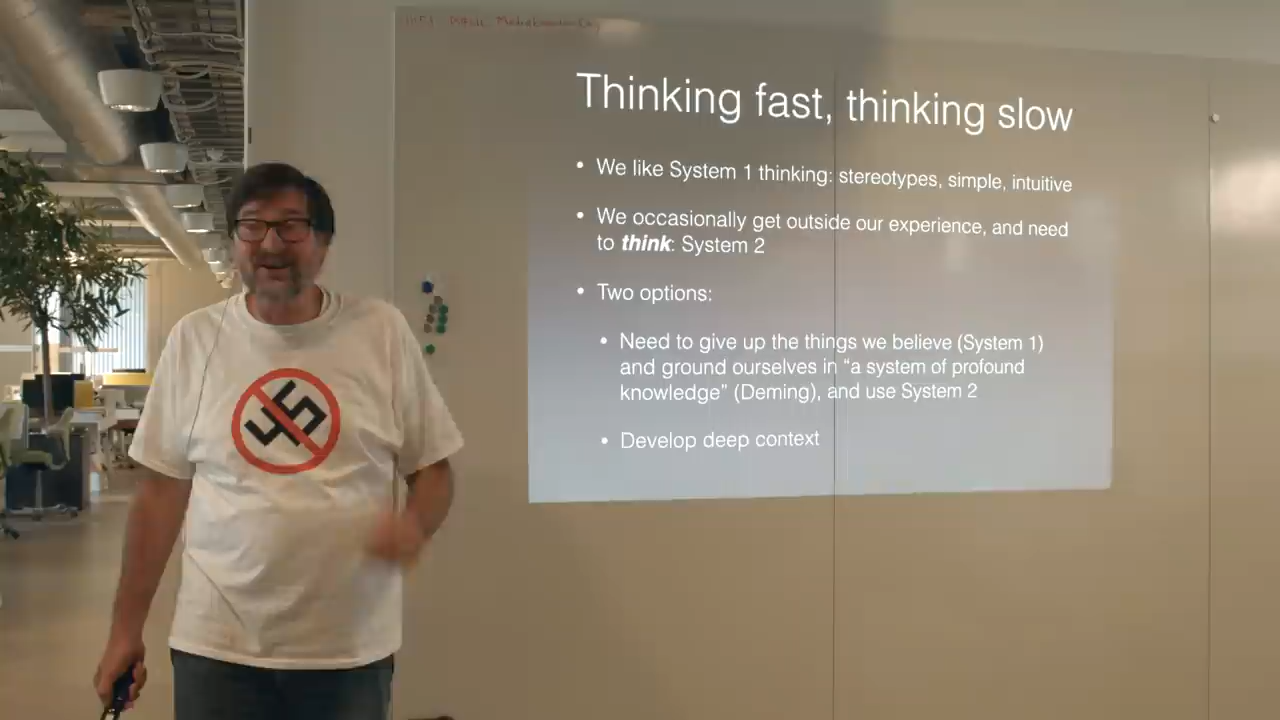 Thinking fast, thinking slow
• We like System 1 thinking: stereotypes, simple, intuitive
• We occasionally get outside our experience, and need
to think: System 2
• Two options:
• Need to give up the things we believe (System 1)
and ground ourselves in “a system of profound
knowledge” (Deming), and use System 2
• Develop deep context
45